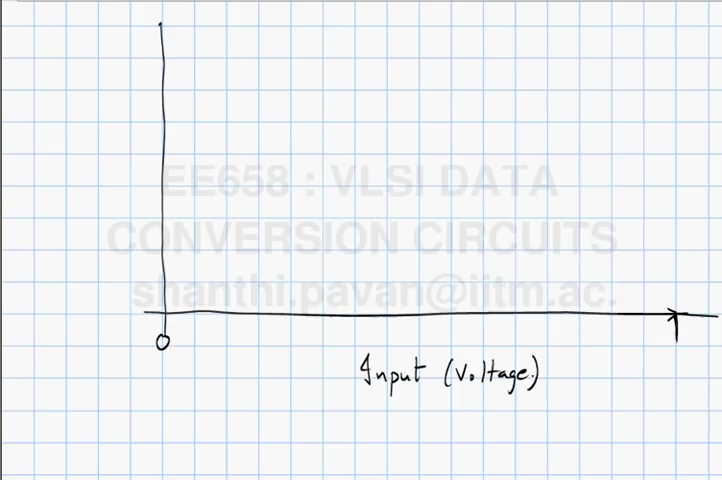 EE658 : VLSI DATA
CONVERSION CIRCUITS
shanthi.pavan@iitm.ac.
0
Input (Voltage)